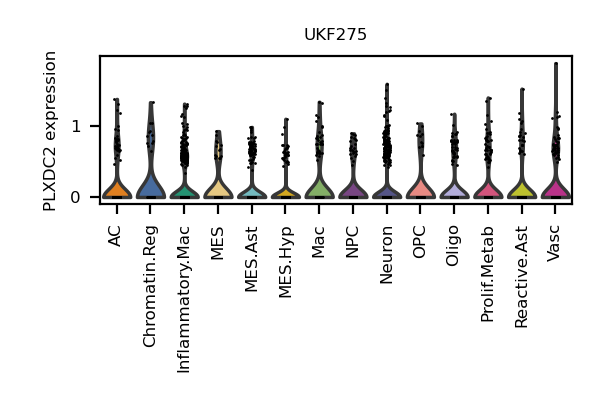 UKF275
PLXDC2 expression
1
0
AC
Chromatin.Reg
Inflammatory.Mac
MES
MES.Ast
MES.Hyp
Mac
NPC
Neuron
OPC
Oligo
Prolif.Metab
Reactive.Ast
Vasc